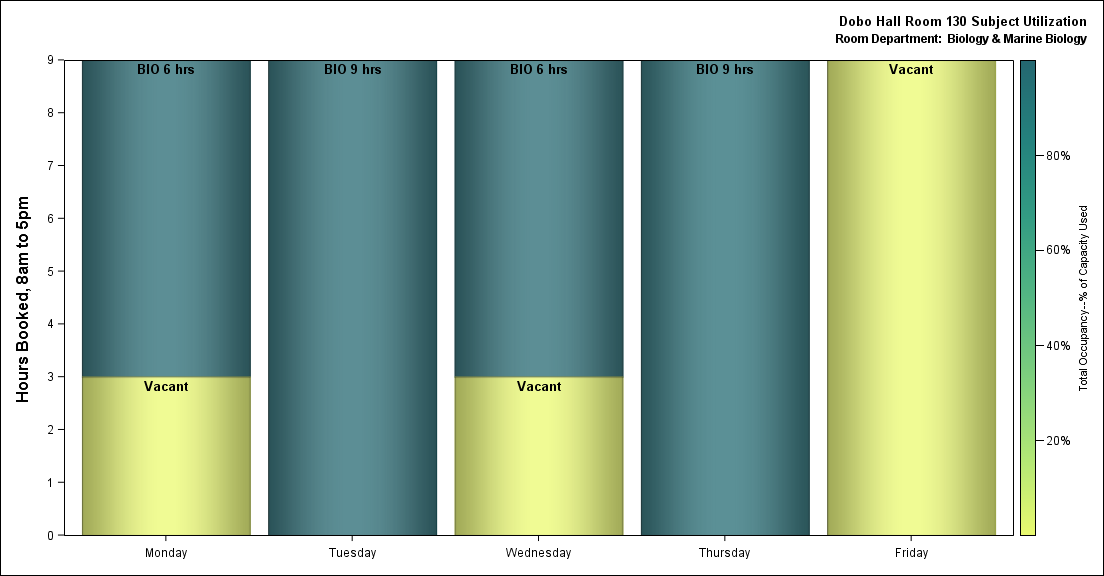 Dobo Hall Room 130 Subject Utilization
Room Department: Biology & Marine Biology
Hours Booked, 8am to 5pm
9
8
7
6
5
4
3
2
1
0
BIO 6 hrs
BIO 9 hrs
BIO 6 hrs
BIO 9 hrs
Vacant
Vacant
Vacant
Monday
Tuesday
Wednesday
Thursday
Friday
80%
60%
40%
20%
Total Occupancy--% of Capacity Used